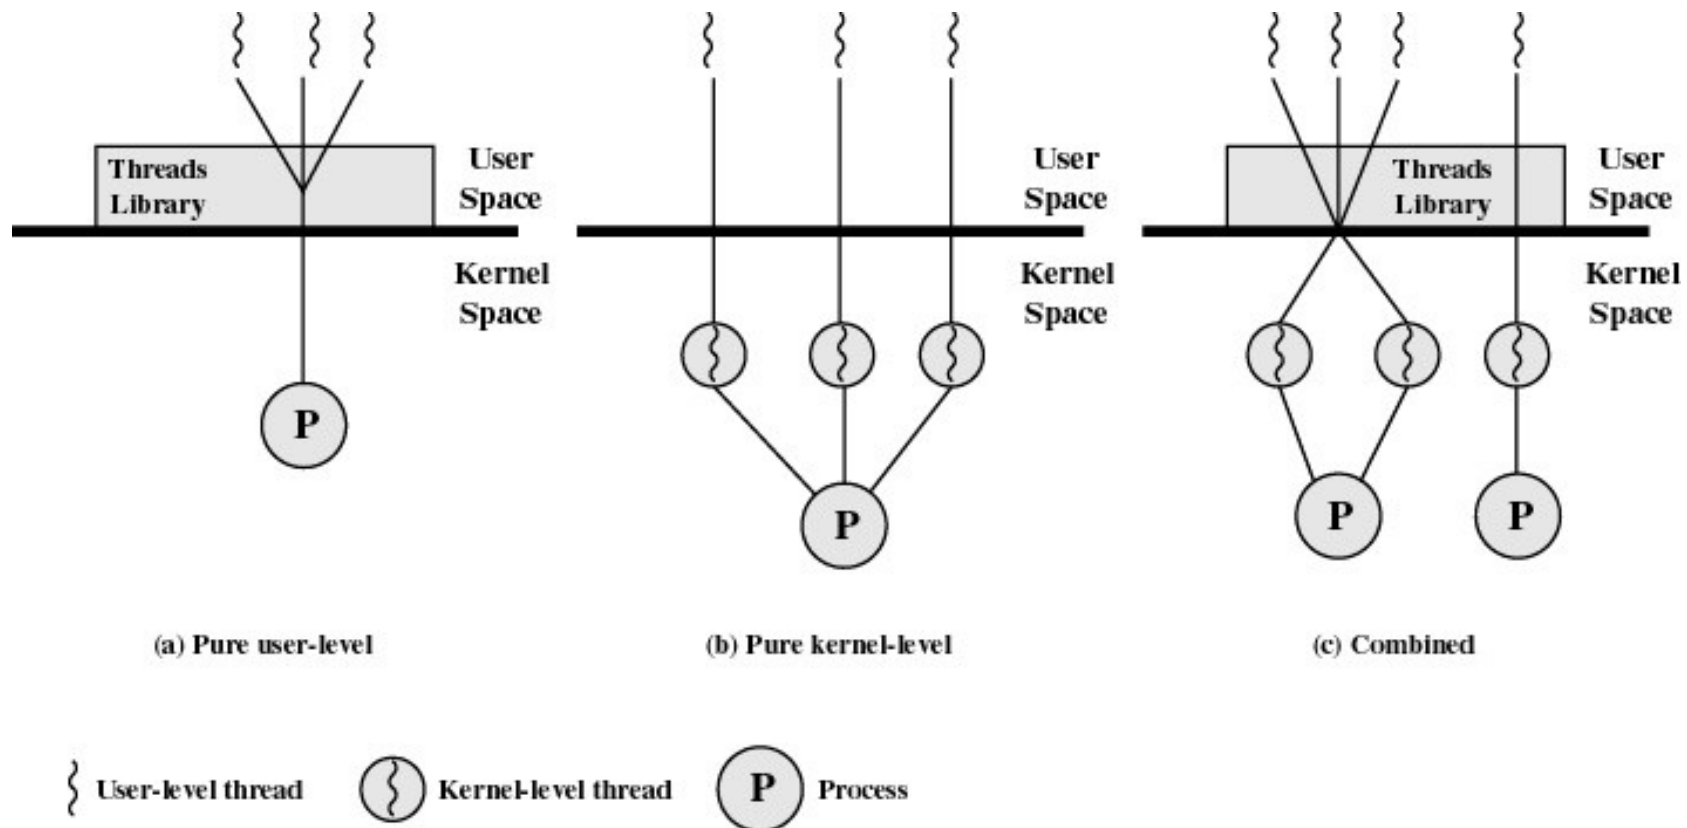 Threads
Library
User
Space
Kernel
Space
P
(a) Pure user-level
User
Space
Kernel
Space
P
(b) Pure kernel-level
Threads
Library
User
Space
Kernel
Space
P
P
(c) Combined
User-level thread
Kernel-level thread
P
Process